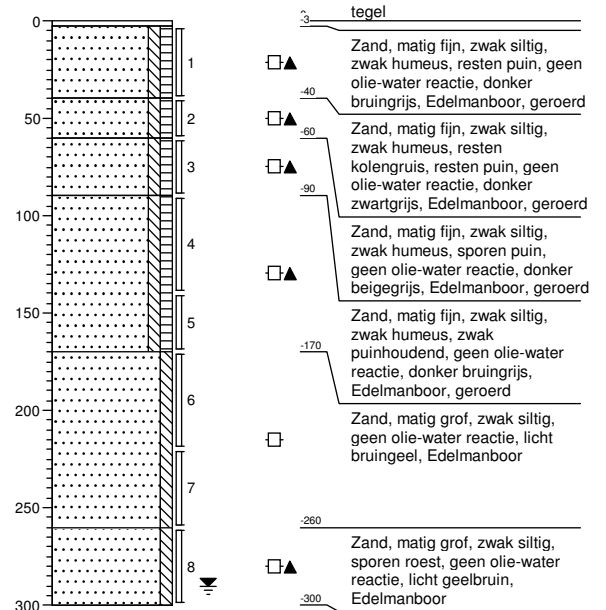 0
50
100
150
200
250
300
1
2
3
4
5
6
7
8
-3
tegel
Zand, matig fijn, zwak siltig,
zwak humeus, resten puin, geen
olie-water reactie, donker
bruingrijs, Edelmanboor, geroerd
-40
Zand, matig fijn, zwak siltig,
zwak humeus, resten
kolengruis, resten puin, geen
olie-water reactie, donker
zwartgrijs, Edelmanboor, geroerd
-60
Zand, matig fijn, zwak siltig,
zwak humeus, sporen puin,
geen olie-water reactie, donker
beigegrijs, Edelmanboor, geroerd
-90
Zand, matig fijn, zwak siltig,
zwak humeus, zwak
puinhoudend, geen olie-water
reactie, donker bruingrijs,
Edelmanboor, geroerd
-170
Zand, matig grof, zwak siltig,
geen olie-water reactie, licht
bruingeel, Edelmanboor
-260
Zand, matig grof, zwak siltig,
sporen roest, geen olie-water
reactie, licht geelbruin,
Edelmanboor
-300